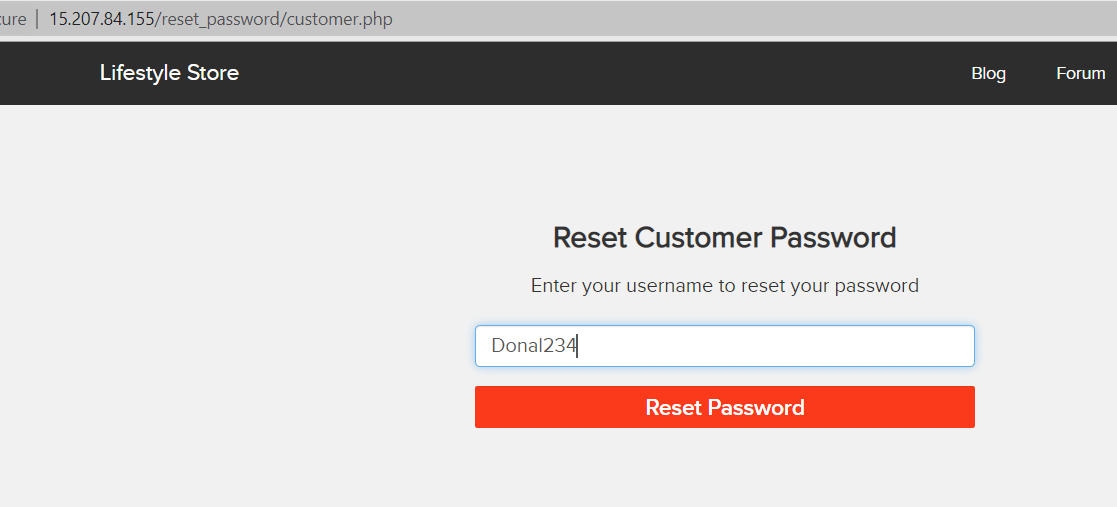 15.207.84.155/reset_password/customer.php
Lifestyle Store Blog Forum
Reset Customer Password
Enter your username to reset your password
Donal234
Reset Password